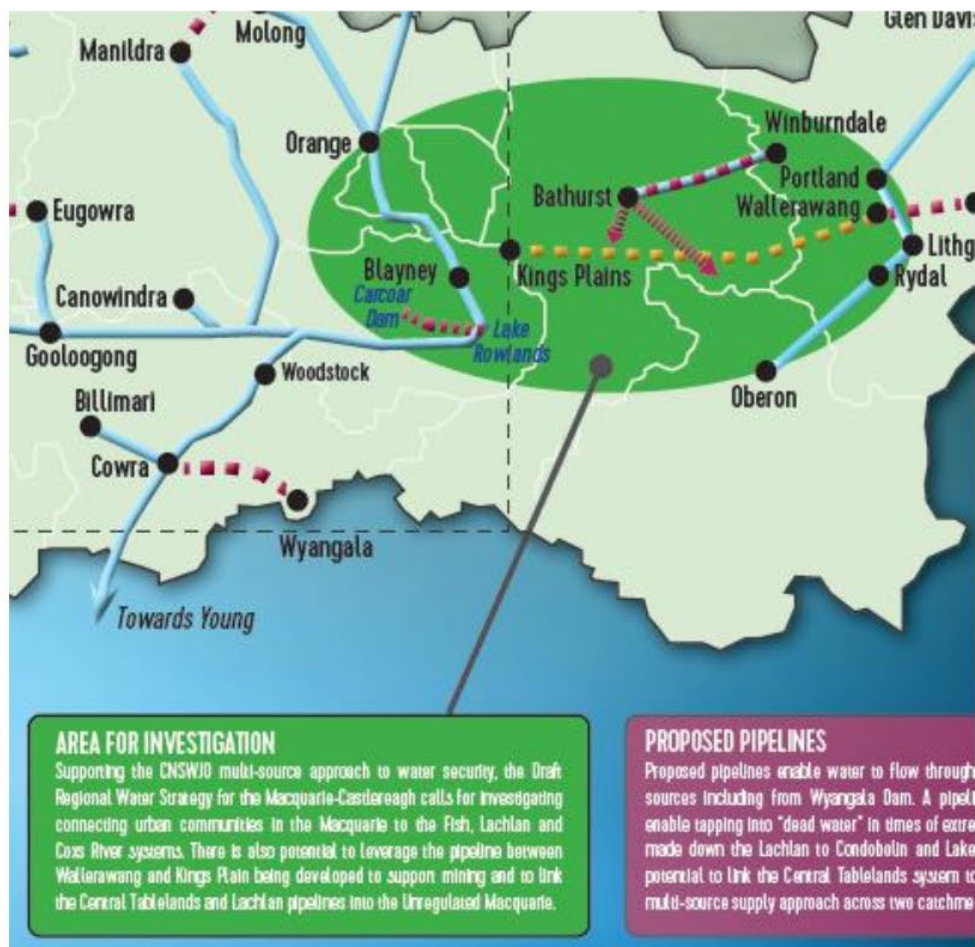 Glen Davis
Molong
Manildra
Winburndale
Orange
Portland
Bathurst
Wallerawang
Eugowra
Lithg
Kings Plains
Rydal
Blayney
Canowindra
Carcoar
Dam
Lake
Rowlands
Gooloogong
Woodstock
Oberon
Billimari
Cowra
Wyangala
Towards Young
AREA FOR INVESTIGATION
Supporting the CNSWJO multi-source approach to water security, the Draft
Regional Water Strategy for the Macquarie-Castlereagh calls for investigating
connecting urban communities in the Macquarie to the Fish, Lachlan and
Coxs River systems. There is also potential to leverage the pipeline between
Wallerawang and Kings Plain being developed to support mining and to link
the Central Tablelands and Lachlan pipelines into the Unregulated Macquarie.
PROPOSED PIPELINES
Proposed pipelines enable water to flow through
sources including from Wyangala Dam. A pipeli
enable tapping into "dead water" in times of extre
made down the Lachlan to Condobolin and Lake
potential to link the Central Tablelands system to
multi-source supply approach across two catchme